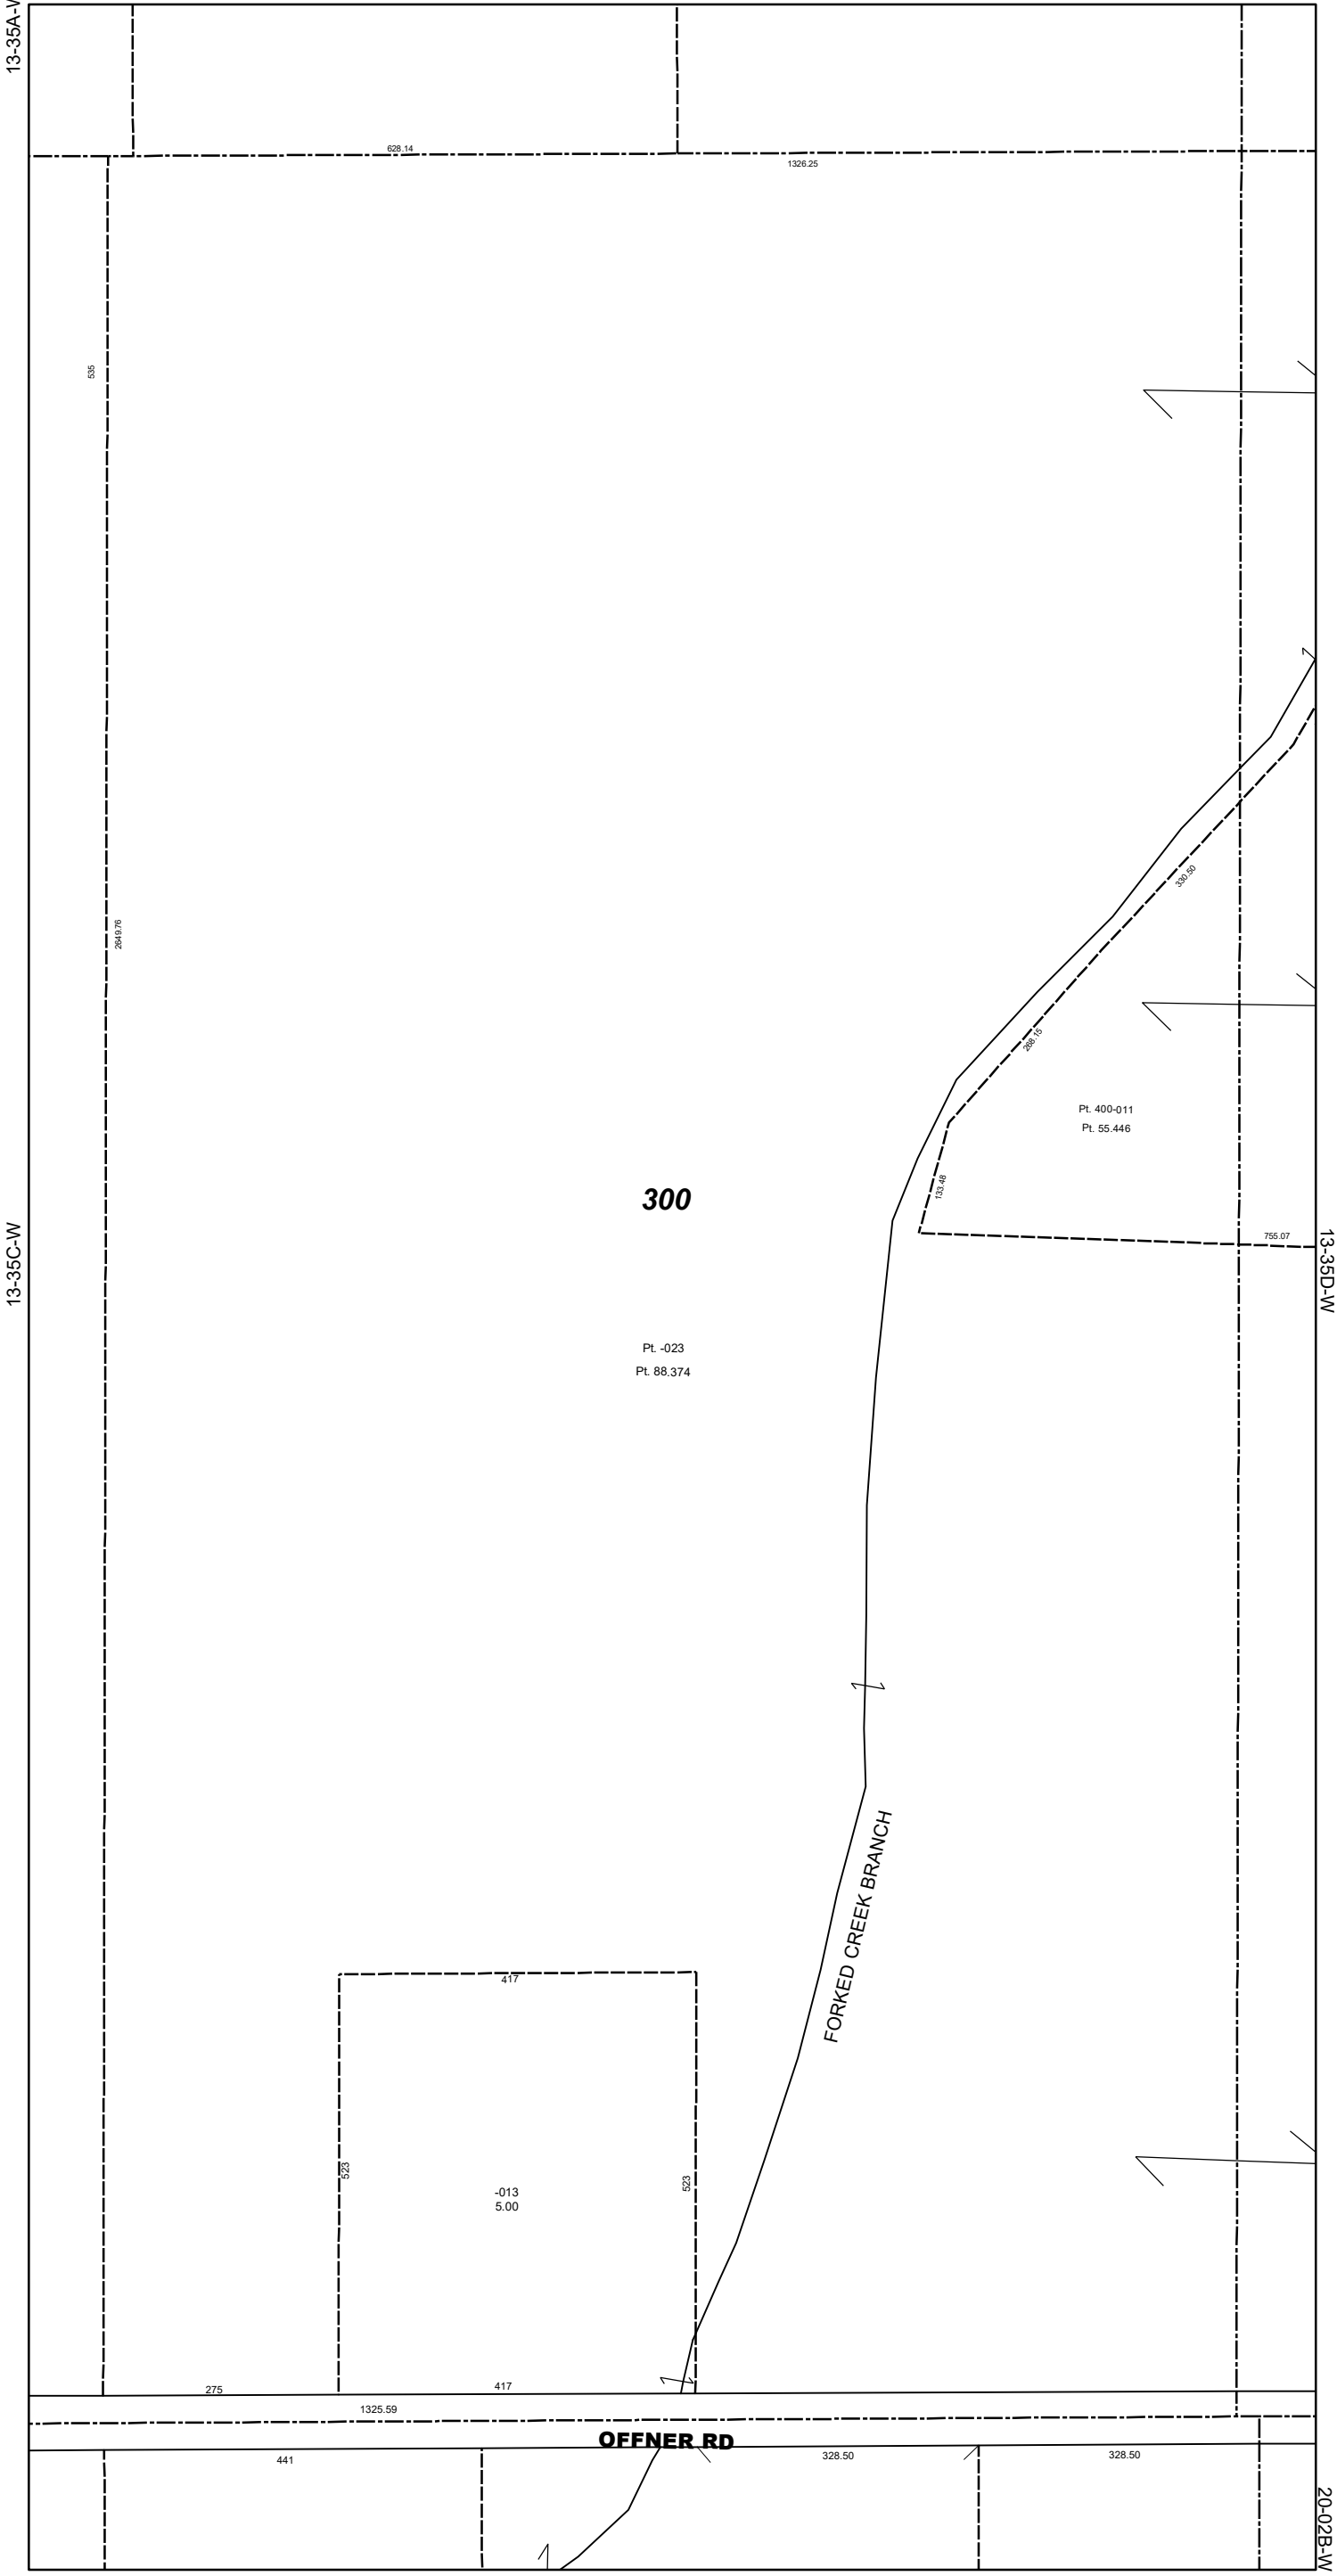 13-35A-W
628.14
1326.25
535
2649.76
330.50
268.15
Pt. 400-011
Pt. 55.446
133.48
300
755.07
13-35C-W
13-35D-W
Pt. -023
Pt. 88.374
FORKED CREEK BRANCH
417
523
523
-013
5.00
275
417
1325.59
OFFNER RD
441
328.50
328.50
20-02B-W